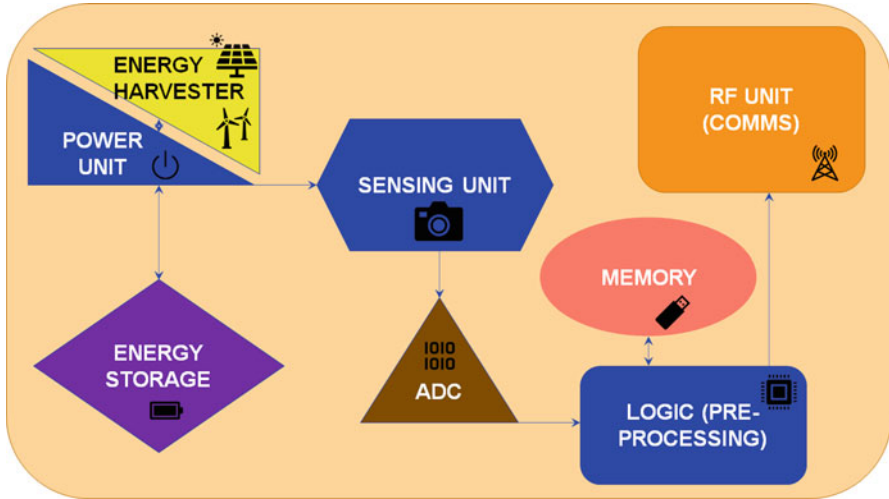 ENERGY
HARVESTER
POWER
UNIT
SENSING UNIT
RF UNIT
(COMMS)
MEMORY
ENERGY
STORAGE
1010
1010
ADC
LOGIC (PRE-
PROCESSING)